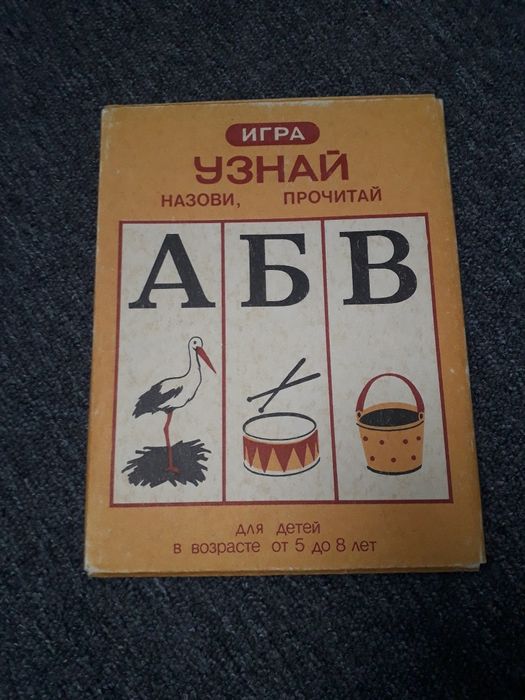 ИГРА
УЗНАЙ
НАЗОВИ, ПРОЧИТАЙ
А Б В
для детей
в возрасте от 5 до 8 лет